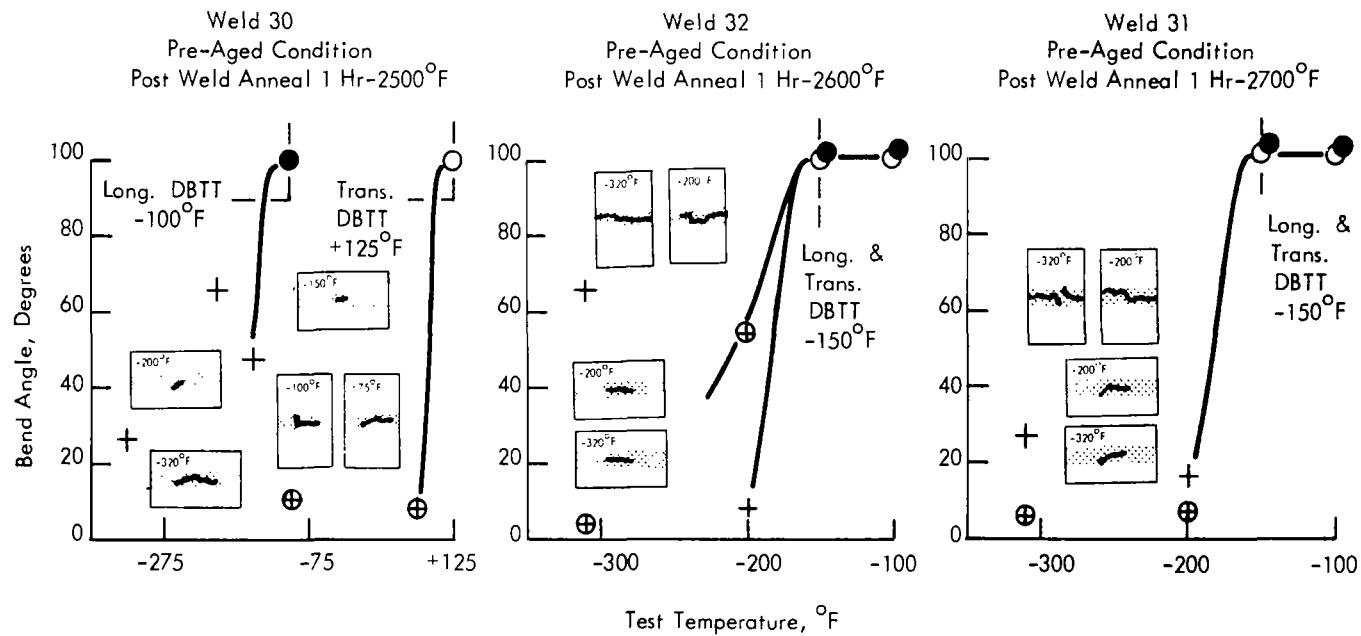 Weld 30
Pre-Aged Condition
Post Weld Anneal 1 Hr-2500°F
Weld 32
Pre-Aged Condition
Post Weld Anneal 1 Hr-2600°F
Weld 31
Pre-Aged Condition
Post Weld Anneal 1 Hr-2700°F
Bend Angle, Degrees
100
80
60
40
20
0
Long. DBTT
-100°F
Trans.
DBTT
+125°F
-150°F
-200°F
-100°F
-75°F
-320°F
-275
-75
+125
100
80
60
40
20
0
-320°F
-200°F
Long. &
Trans.
DBTT
-150°F
-200°F
-320°F
-300
-200
-100
100
80
60
40
20
0
-320°F
-200°F
Long. &
Trans.
DBTT
-150°F
-200°F
-320°F
-300
-200
-100
Test Temperature, °F